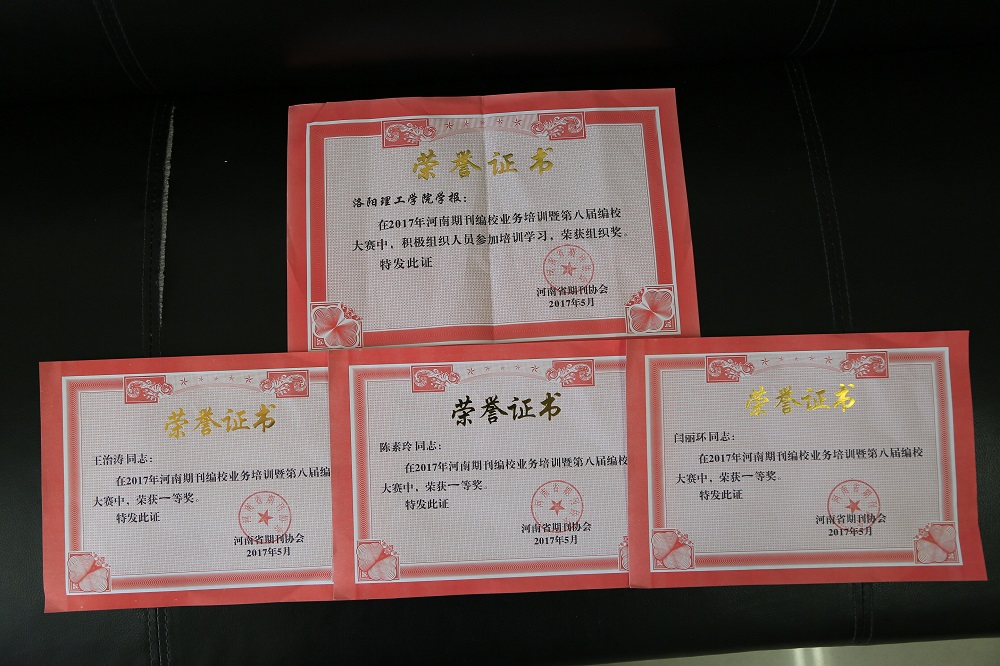 荣誉证书
洛阳理工学院学报：
在2017年河南期刊编校业务培训暨第八届编校
大赛中，积极组织人员参加培训学习，荣获组织奖。
特发此证
河南省期刊协会
2017年5月
荣誉证书
王治涛同志：
在2017年河南期刊编校业务培训暨第八届编校
大赛中，荣获一等奖。
特发此证
河南省期刊协会
2017年5月
荣誉证书
陈素玲同志：
在2017年河南期刊编校业务培训暨第八届编校
大赛中，荣获一等奖。
特发此证
河南省期刊协会
2017年5月
荣誉证书
闫丽环同志：
在2017年河南期刊编校业务培训暨第八届编校
大赛中，荣获一等奖。
特发此证
河南省期刊协会
2017年5月